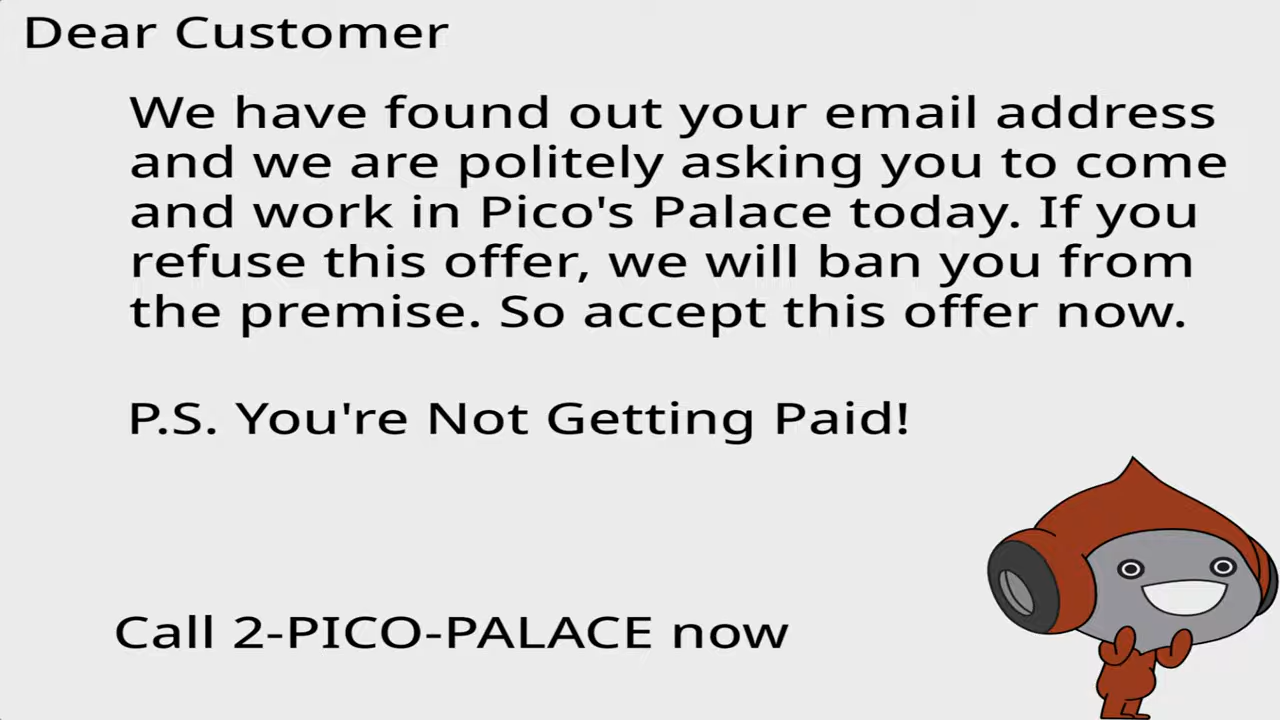 Dear Customer
We have found out your email address
and we are politely asking you to come
and work in Pico's Palace today. If you
refuse this offer, we will ban you from
the premise. So accept this offer now.
P.S. You're Not Getting Paid!
Call 2-PICO-PALACE now